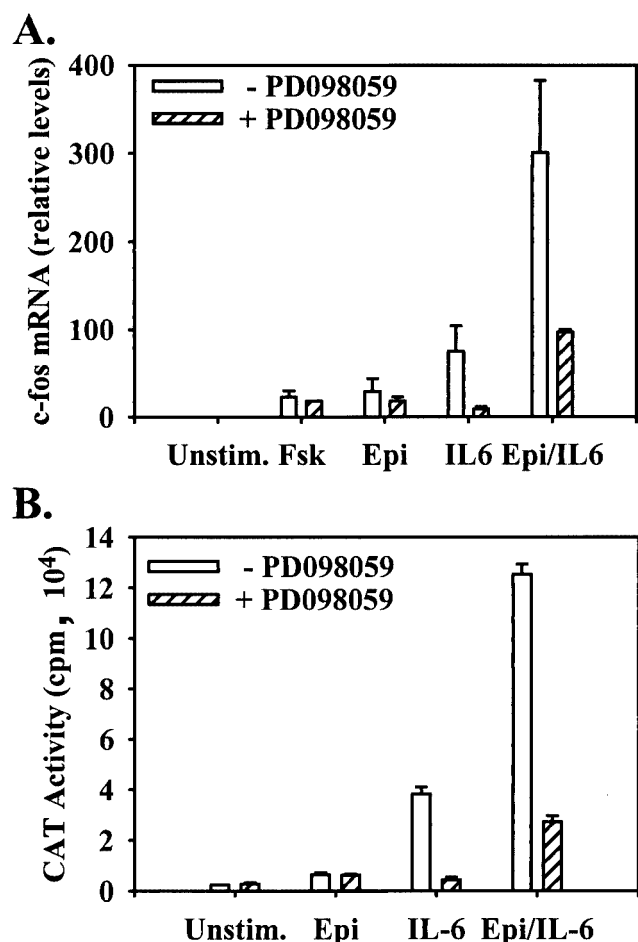 A.
c-fos mRNA (relative levels)
400
300
200
100
0
- PD098059
+ PD098059
Unstim. Fsk Epi IL6 Epi/IL6
B.
CAT Activity (cpm, 10⁴)
14
12
10
8
6
4
2
0
- PD098059
+ PD098059
Unstim. Epi IL-6 Epi/IL-6